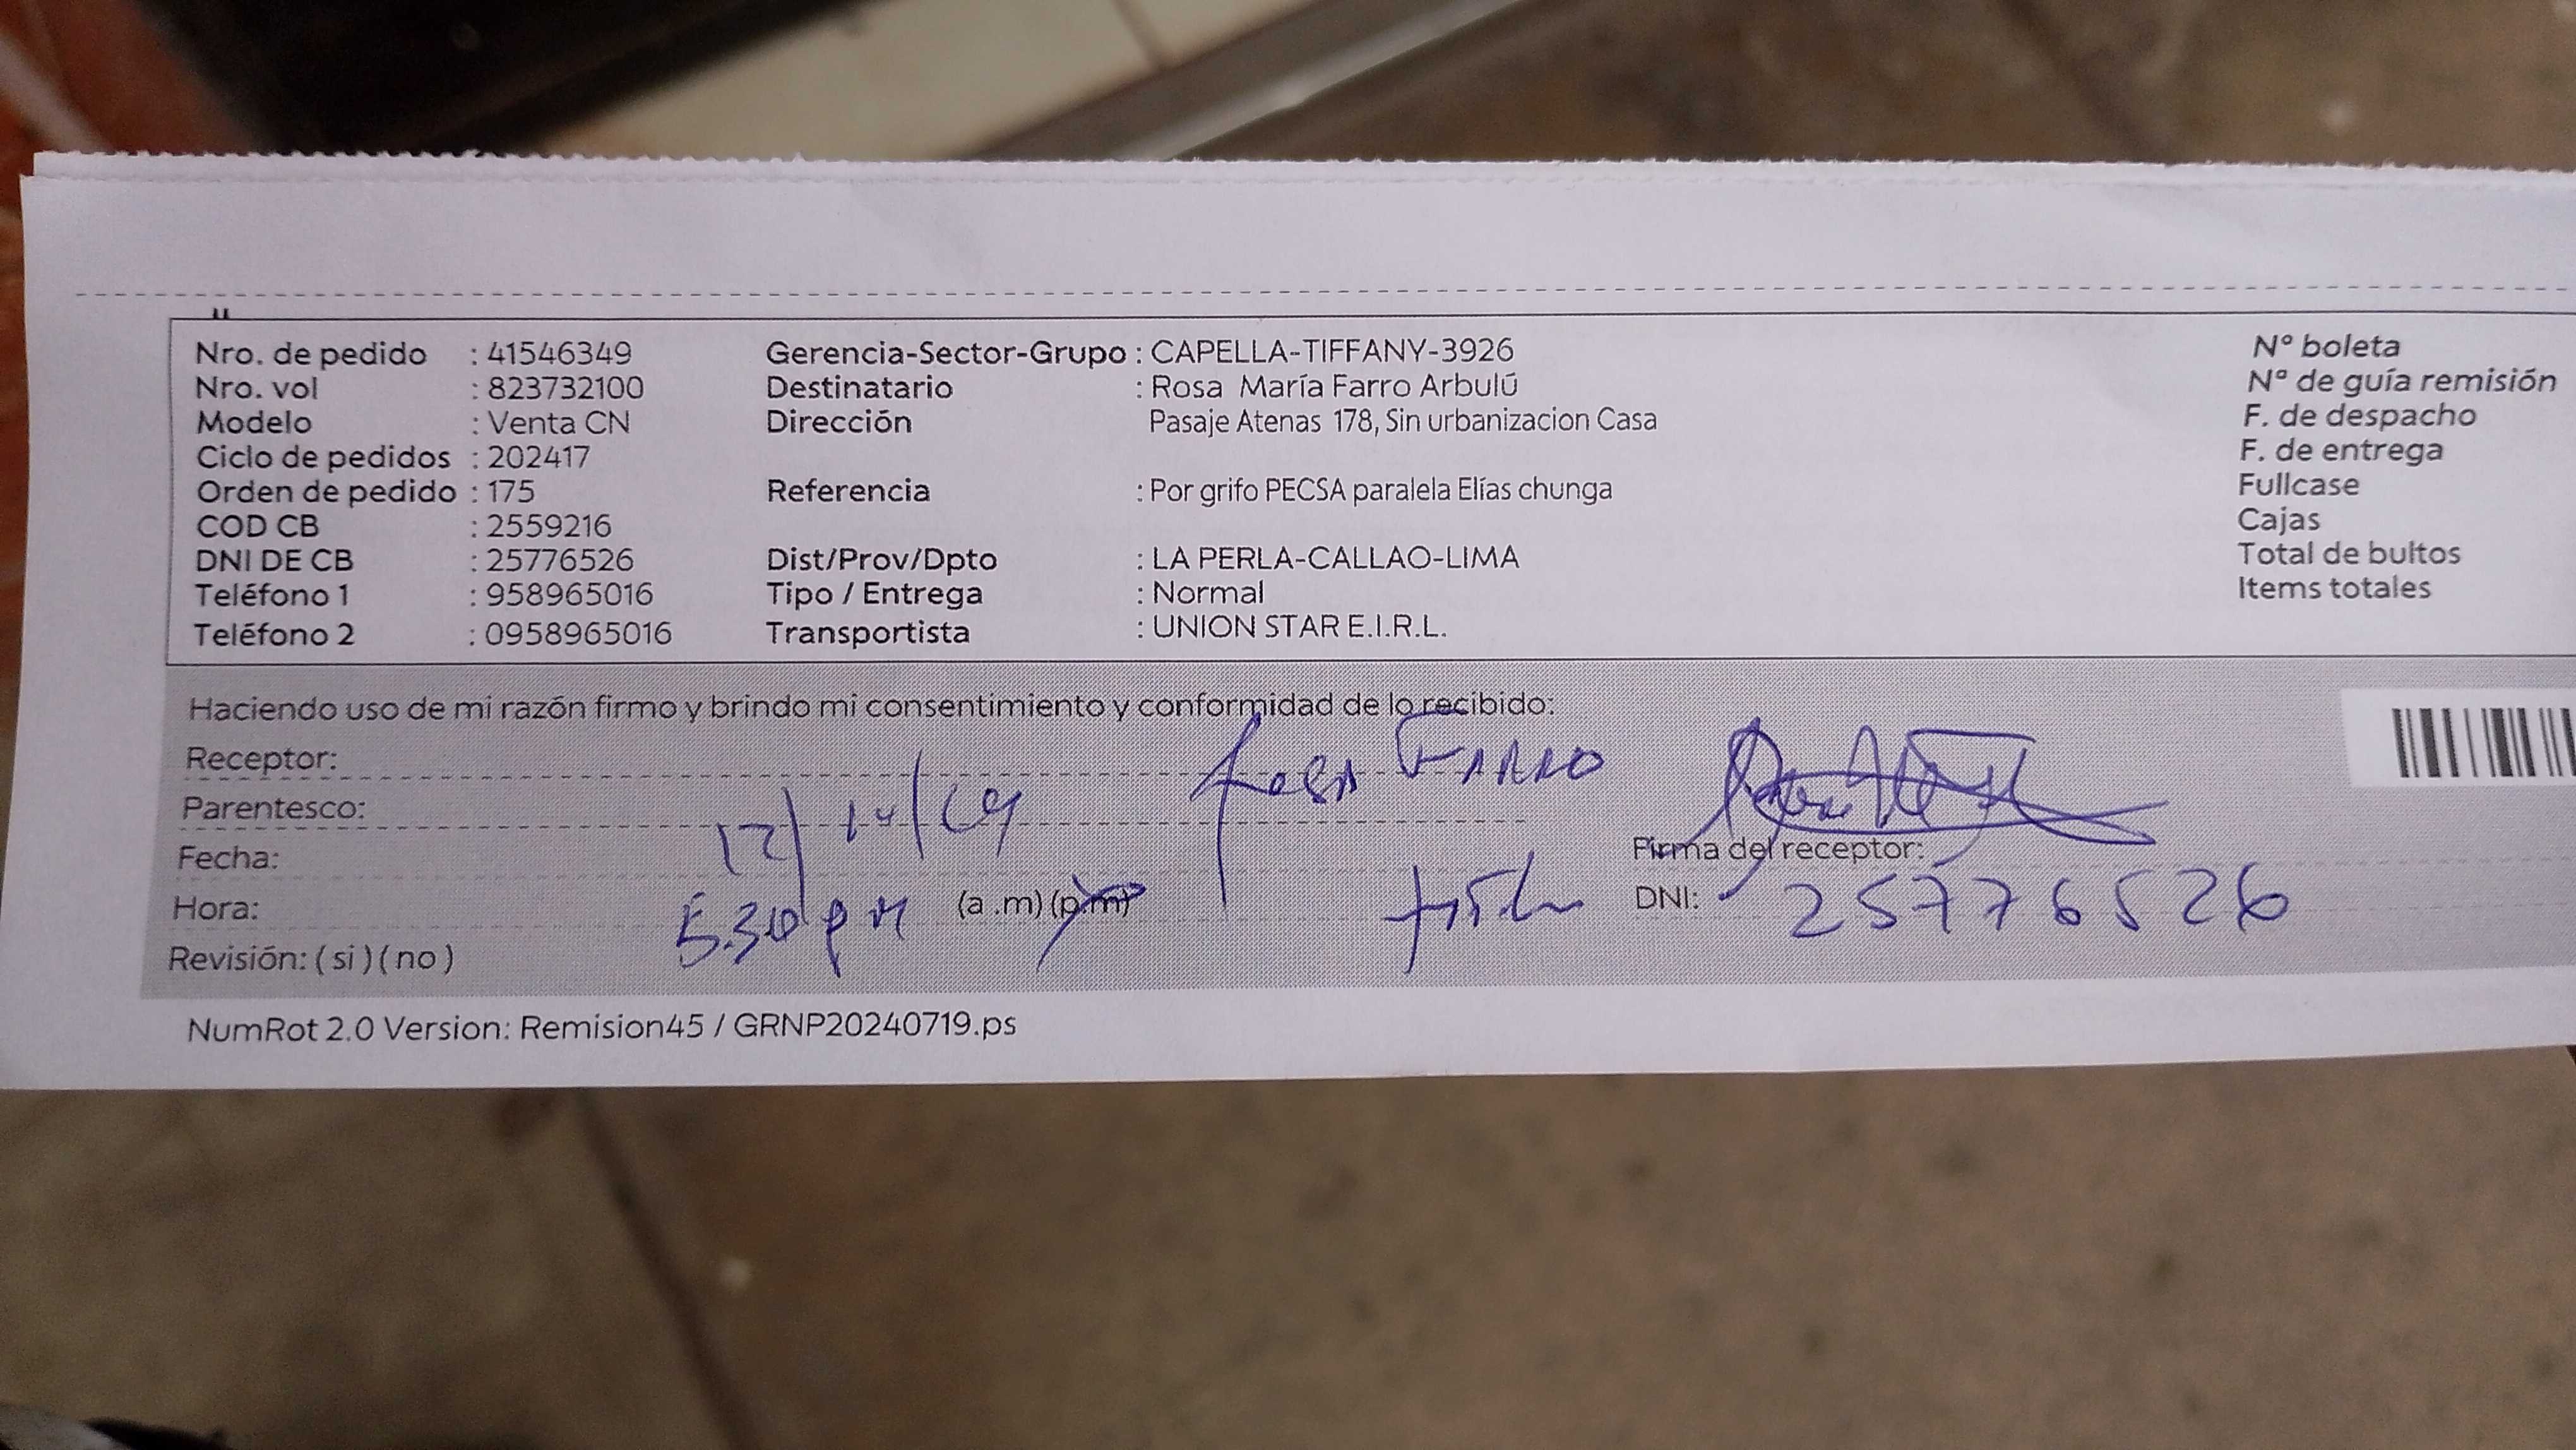 Nro. de pedido : 41546349 Gerencia-Sector-Grupo : CAPELLA-TIFFANY-3926 N° boleta
Nro. vol : 823732100 Destinatario : Rosa María Farro Arbulú N° de guía remisión
Modelo : Venta CN Dirección Pasaje Atenas 178, Sin urbanizacion Casa F. de despacho
Ciclo de pedidos : 202417 F. de entrega
Orden de pedido : 175 Referencia : Por grifo PECSA paralela Elías chunga Fullcase
COD CB : 2559216 Cajas
DNI DE CB : 25776526 Dist/Prov/Dpto : LA PERLA-CALLAO-LIMA Total de bultos
Teléfono 1 : 958965016 Tipo / Entrega : Normal Items totales
Teléfono 2 : 0958965016 Transportista : UNION STAR E.I.R.L.
Haciendo uso de mi razón firmo y brindo mi consentimiento y conformidad de lo recibido:
Receptor: Rosa FARRO
Parentesco:
Fecha: Firma del receptor:
Hora: 5.30 pm (a .m) (p.m) DNI: 25776526
Revisión: ( si ) ( no )
NumRot 2.0 Version: Remision45 / GRNP20240719.ps